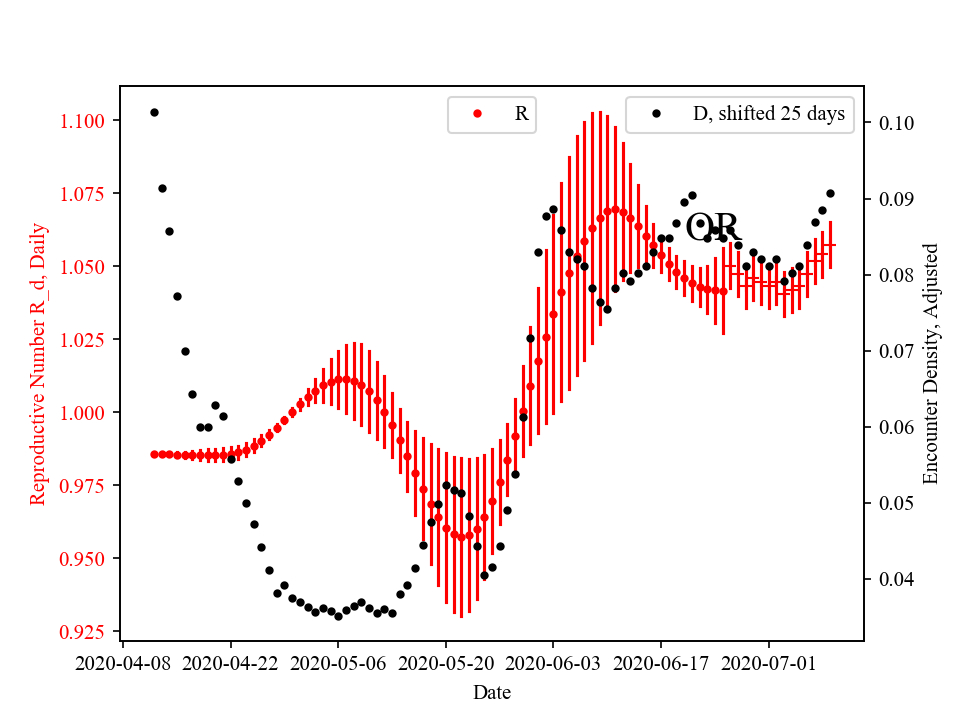 R
D, shifted 25 days
1.100
1.075
1.050
1.025
1.000
0.975
0.950
0.925
Reproductive Number R_d, Daily
OR
0.10
0.09
0.08
0.07
0.06
0.05
0.04
Encounter Density, Adjusted
2020-04-08 2020-04-22 2020-05-06 2020-05-20 2020-06-03 2020-06-17 2020-07-01
Date